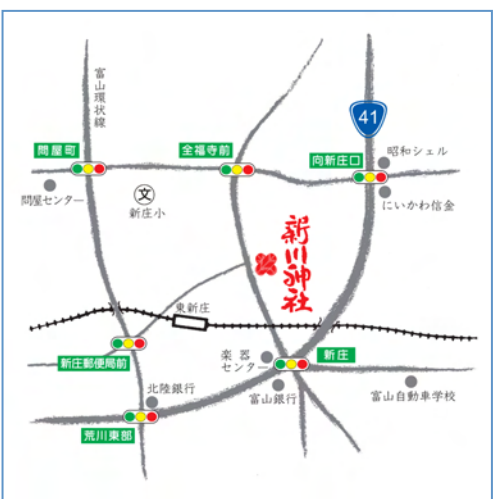 富山環状線
41
問屋町
全福寺前
向新庄口
昭和シェル
問屋センター
文
新庄小
にいかわ信金
新川神社
東新庄
新庄郵便局前
楽器
センター
新庄
北陸銀行
富山銀行
富山自動車学校
荒川東部